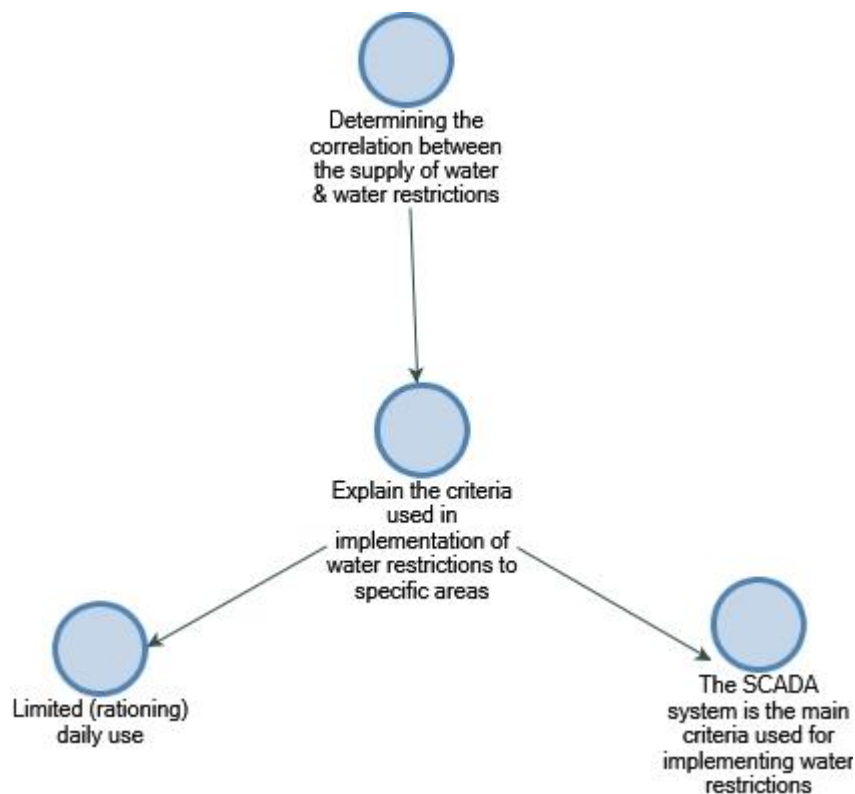 Determining the
correlation between
the supply of water
& water restrictions
Explain the criteria
used in
implementation of
water restrictions to
specific areas
Limited (rationing)
daily use
The SCADA
system is the main
criteria used for
implementing water
restrictions